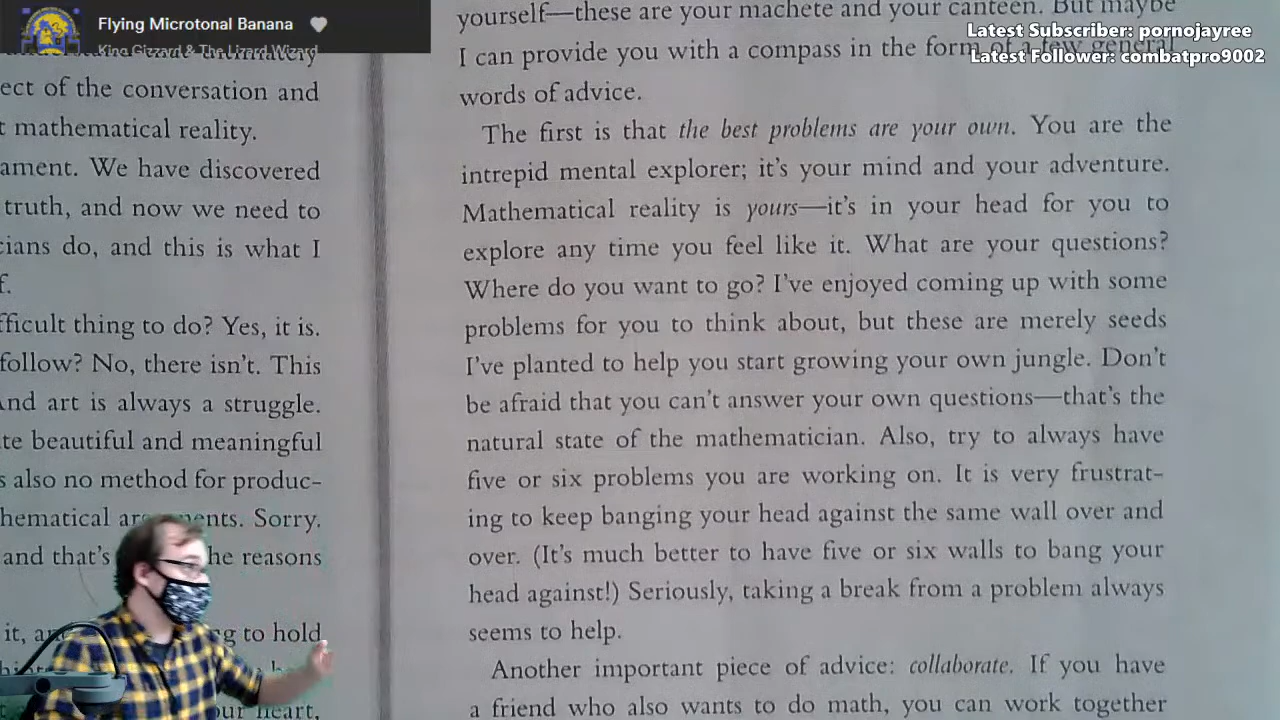 Flying Microtonal Banana
King Gizzard & The Lizard Wizard
Latest Subscriber: pornojayree
Latest Follower: combatpro9002
ect of the conversation and
t mathematical reality.
ament. We have discovered
truth, and now we need to
cians do, and this is what I
f.
fficult thing to do? Yes, it is.
follow? No, there isn't. This
And art is always a struggle.
te beautiful and meaningful
s also no method for produc-
hematical ar ents. Sorry.
and that's he reasons
it, a g to hold
our heart,
yourself—these are your machete and your canteen. But maybe
I can provide you with a compass in the form of a few general
words of advice.
The first is that the best problems are your own. You are the
intrepid mental explorer; it's your mind and your adventure.
Mathematical reality is yours—it's in your head for you to
explore any time you feel like it. What are your questions?
Where do you want to go? I've enjoyed coming up with some
problems for you to think about, but these are merely seeds
I've planted to help you start growing your own jungle. Don't
be afraid that you can't answer your own questions—that's the
natural state of the mathematician. Also, try to always have
five or six problems you are working on. It is very frustrat-
ing to keep banging your head against the same wall over and
over. (It's much better to have five or six walls to bang your
head against!) Seriously, taking a break from a problem always
seems to help.
Another important piece of advice: collaborate. If you have
a friend who also wants to do math, you can work together